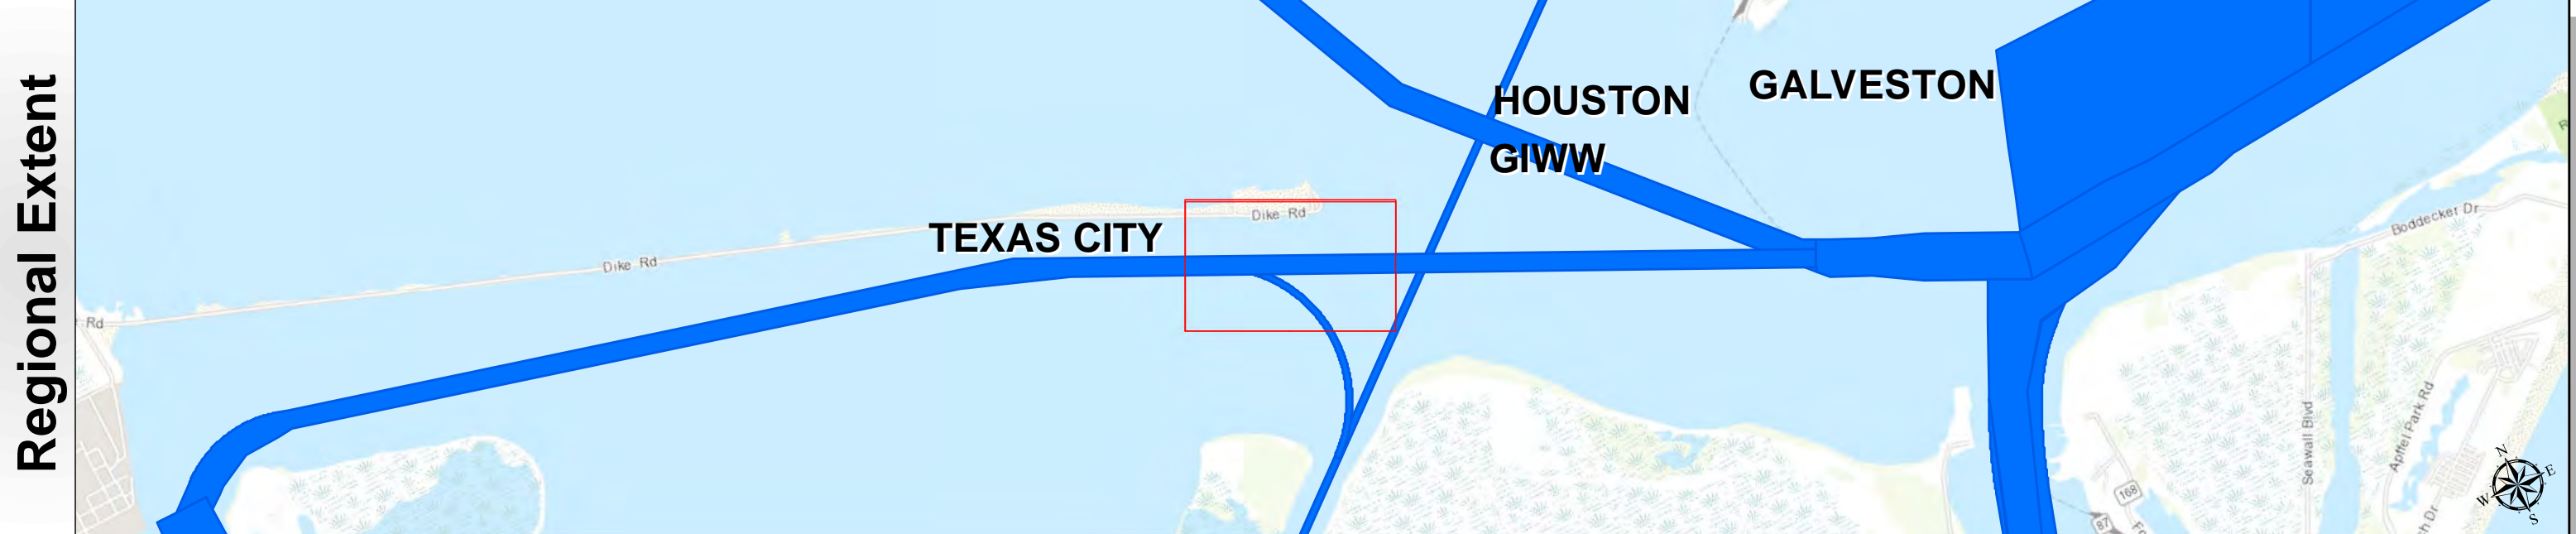 Regional Extent
HOUSTON
GALVESTON
GIWW
TEXAS CITY
Dike Rd
Dike Rd
Rd
Boddecker Dr
Seawall Blvd
Apffel Park Rd
168
87
h Dr
N
E
W
S